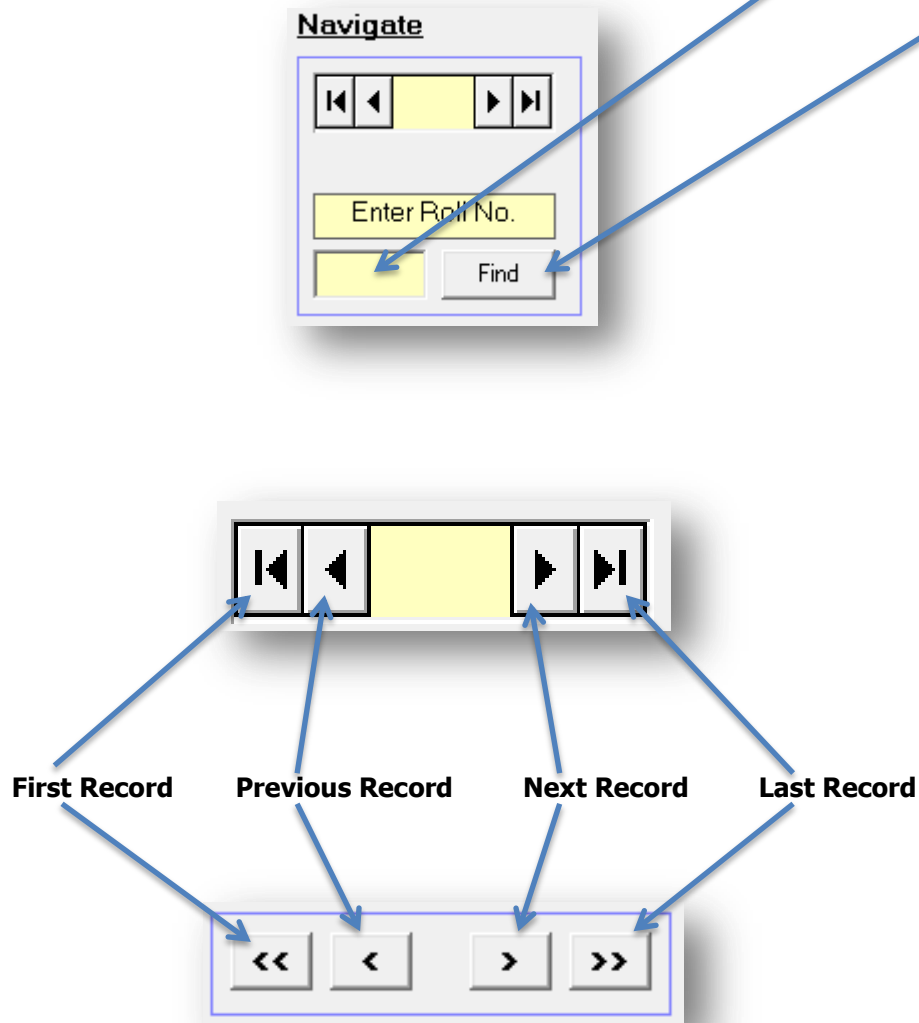 Navigate
Enter Roll No.
Find
First Record Previous Record Next Record Last Record
<< < > >>